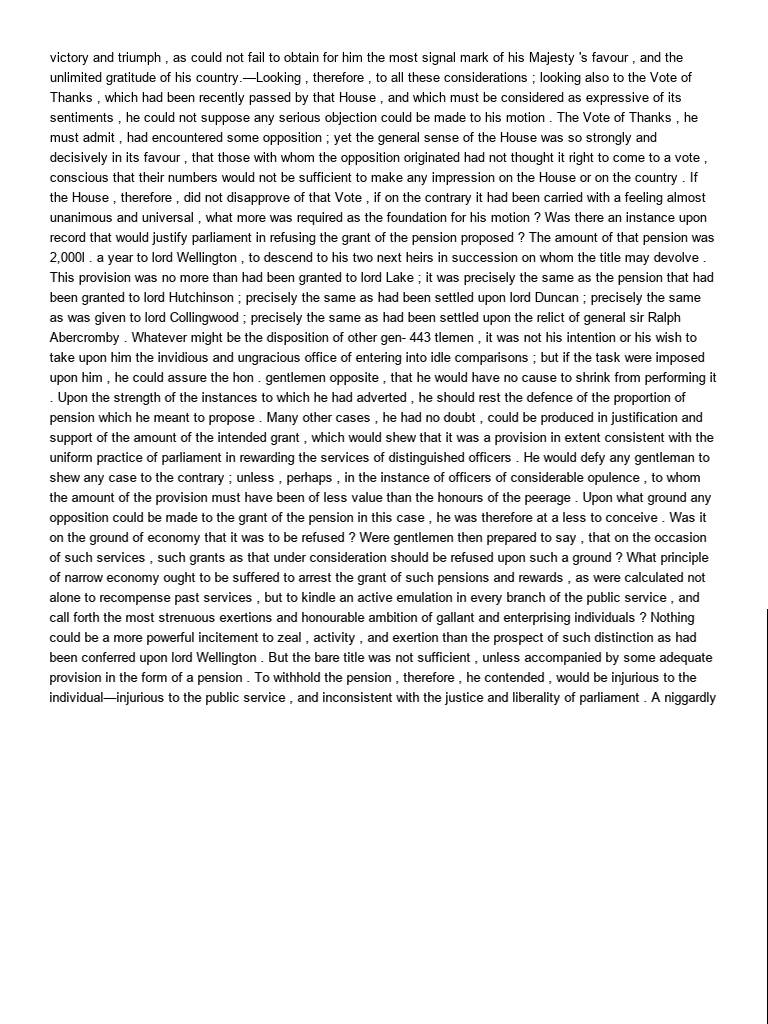 victory and triumph , as could not fail to obtain for him the most signal mark of his Majesty 's favour , and the
unlimited gratitude of his country.—Looking , therefore , to all these considerations ; looking also to the Vote of
Thanks , which had been recently passed by that House , and which must be considered as expressive of its
sentiments , he could not suppose any serious objection could be made to his motion . The Vote of Thanks , he
must admit , had encountered some opposition ; yet the general sense of the House was so strongly and
decisively in its favour , that those with whom the opposition originated had not thought it right to come to a vote ,
conscious that their numbers would not be sufficient to make any impression on the House or on the country . If
the House , therefore , did not disapprove of that Vote , if on the contrary it had been carried with a feeling almost
unanimous and universal , what more was required as the foundation for his motion ? Was there an instance upon
record that would justify parliament in refusing the grant of the pension proposed ? The amount of that pension was
2,000l . a year to lord Wellington , to descend to his two next heirs in succession on whom the title may devolve .
This provision was no more than had been granted to lord Lake ; it was precisely the same as the pension that had
been granted to lord Hutchinson ; precisely the same as had been settled upon lord Duncan ; precisely the same
as was given to lord Collingwood ; precisely the same as had been settled upon the relict of general sir Ralph
Abercromby . Whatever might be the disposition of other gen- 443 tlemen , it was not his intention or his wish to
take upon him the invidious and ungracious office of entering into idle comparisons ; but if the task were imposed
upon him , he could assure the hon . gentlemen opposite , that he would have no cause to shrink from performing it
. Upon the strength of the instances to which he had adverted , he should rest the defence of the proportion of
pension which he meant to propose . Many other cases , he had no doubt , could be produced in justification and
support of the amount of the intended grant , which would shew that it was a provision in extent consistent with the
uniform practice of parliament in rewarding the services of distinguished officers . He would defy any gentleman to
shew any case to the contrary ; unless , perhaps , in the instance of officers of considerable opulence , to whom
the amount of the provision must have been of less value than the honours of the peerage . Upon what ground any
opposition could be made to the grant of the pension in this case , he was therefore at a less to conceive . Was it
on the ground of economy that it was to be refused ? Were gentlemen then prepared to say , that on the occasion
of such services , such grants as that under consideration should be refused upon such a ground ? What principle
of narrow economy ought to be suffered to arrest the grant of such pensions and rewards , as were calculated not
alone to recompense past services , but to kindle an active emulation in every branch of the public service , and
call forth the most strenuous exertions and honourable ambition of gallant and enterprising individuals ? Nothing
could be a more powerful incitement to zeal , activity , and exertion than the prospect of such distinction as had
been conferred upon lord Wellington . But the bare title was not sufficient , unless accompanied by some adequate
provision in the form of a pension . To withhold the pension , therefore , he contended , would be injurious to the
individual—injurious to the public service , and inconsistent with the justice and liberality of parliament . A niggardly